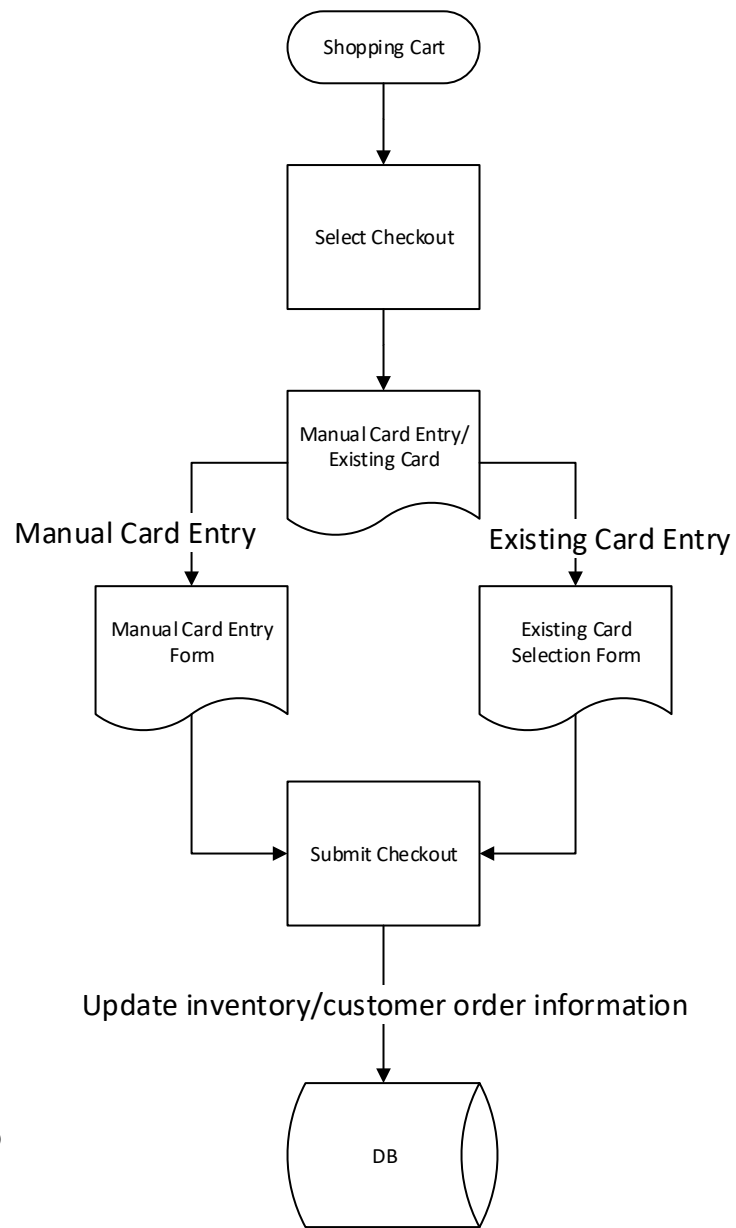 Shopping Cart
Select Checkout
Manual Card Entry/
Existing Card
Manual Card Entry
Existing Card Entry
Manual Card Entry
Form
Existing Card
Selection Form
Submit Checkout
Update inventory/customer order information
DB